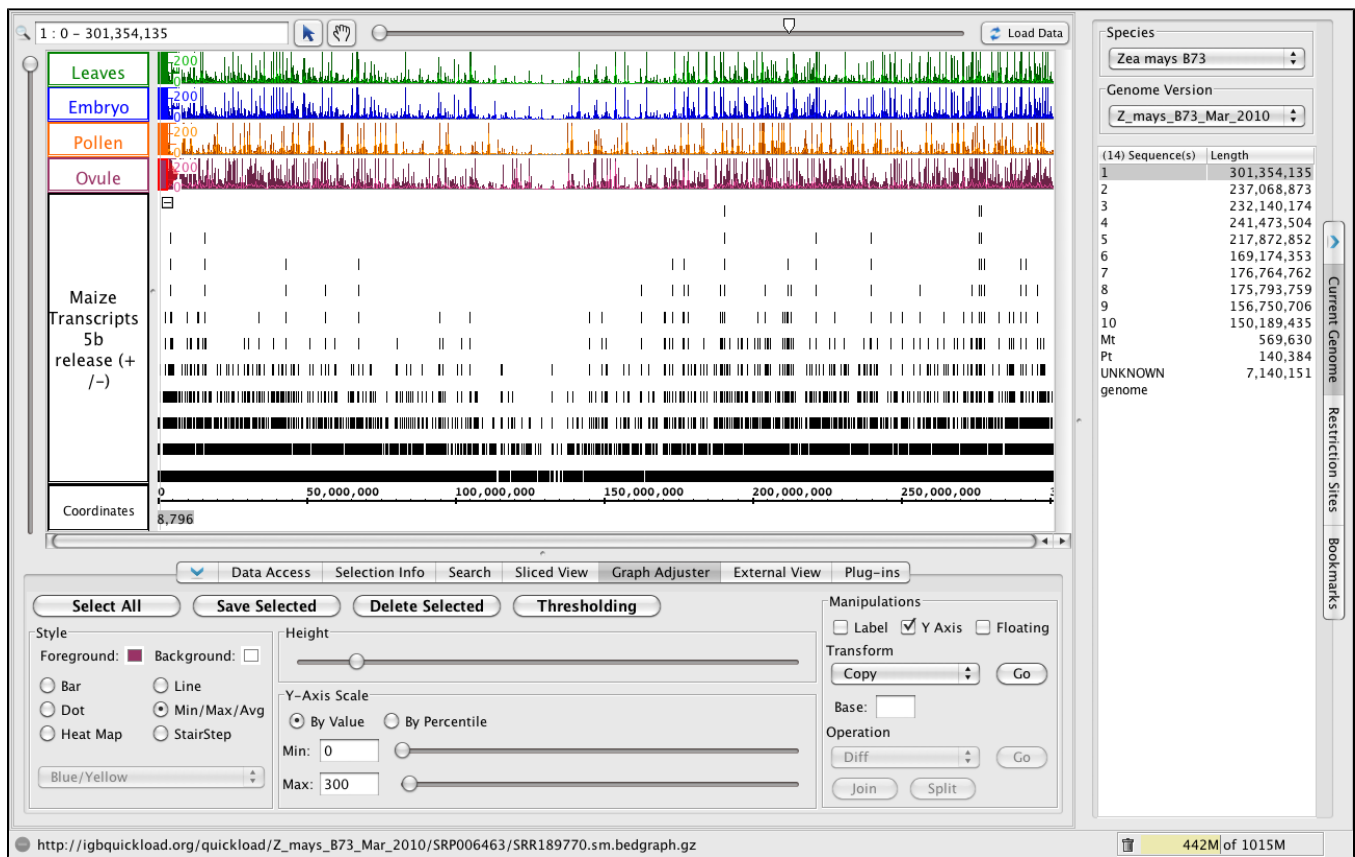 1 : 0 – 301,354,135
Load Data
Leaves
200
0
Embryo
200
0
Pollen
200
0
Ovule
200
0
Maize
Transcripts
5b
release (+
/-)
Coordinates
0 50,000,000 100,000,000 150,000,000 200,000,000 250,000,000 3
8,796
Data Access Selection Info Search Sliced View Graph Adjuster External View Plug-ins
Select All Save Selected Delete Selected Thresholding
Style
Foreground: Background:
Bar Line
Dot Min/Max/Avg
Heat Map StairStep
Blue/Yellow
Height
Y-Axis Scale
By Value By Percentile
Min: 0
Max: 300
Manipulations
Label Y Axis Floating
Transform
Copy Go
Base:
Operation
Diff Go
Join Split
Species
Zea mays B73
Genome Version
Z_mays_B73_Mar_2010
(14) Sequence(s) Length
1 301,354,135
2 237,068,873
3 232,140,174
4 241,473,504
5 217,872,852
6 169,174,353
7 176,764,762
8 175,793,759
9 156,750,706
10 150,189,435
Mt 569,630
Pt 140,384
UNKNOWN 7,140,151
genome
Current Genome
Restriction Sites
Bookmarks
http://igbquickload.org/quickload/Z_mays_B73_Mar_2010/SRP006463/SRR189770.sm.bedgraph.gz
442M of 1015M